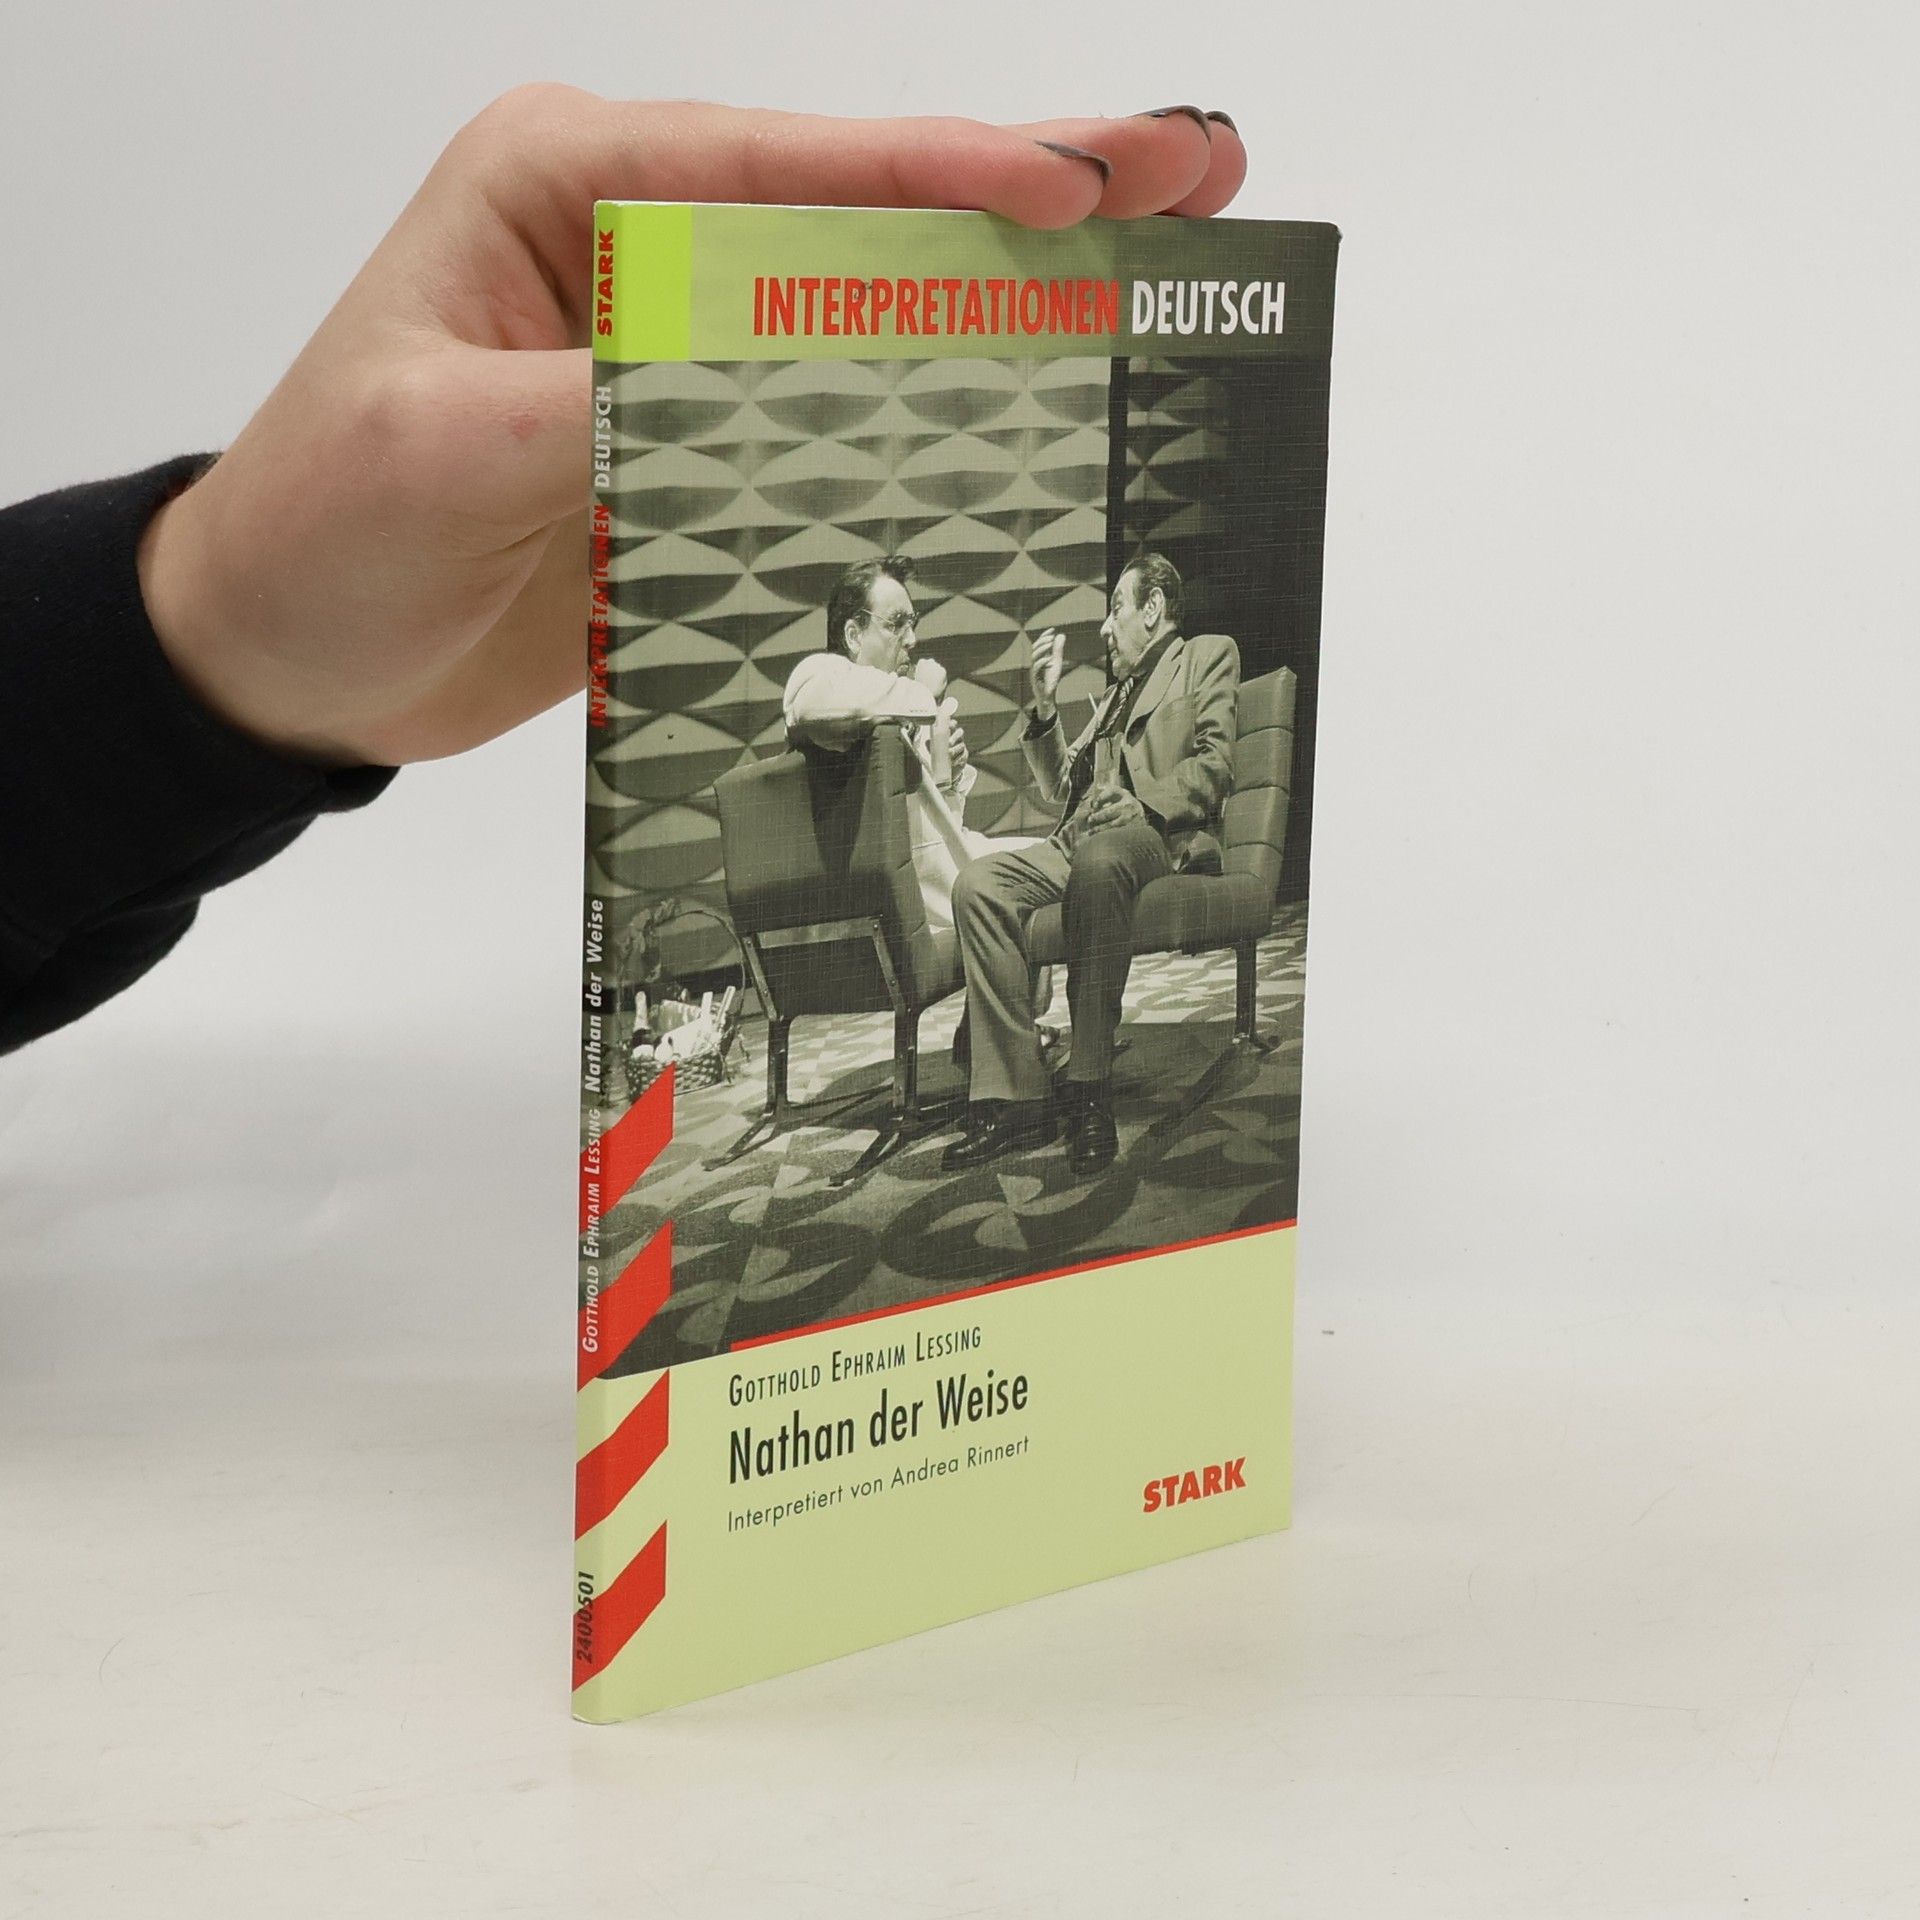 STARK
INTERPRETATIONEN DEUTSCH
GOTTHOLD EPHRAIM LESSING Nathan der Weise
2400501
INTERPRETATIONEN DEUTSCH
GOTTHOLD EPHRAIM LESSING
Nathan der Weise
Interpretiert von Andrea Rinnert
STARK